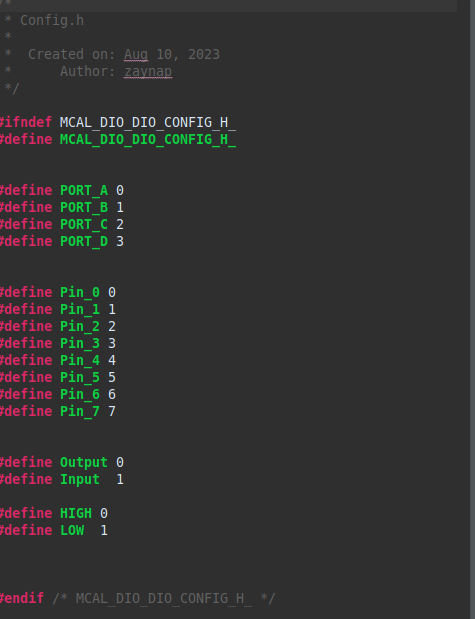 /*
* Config.h
*
*  Created on: Aug 10, 2023
*      Author: zaynap
*/
#ifndef MCAL_DIO_DIO_CONFIG_H_
#define MCAL_DIO_DIO_CONFIG_H_
#define PORT_A 0
#define PORT_B 1
#define PORT_C 2
#define PORT_D 3
#define Pin_0 0
#define Pin_1 1
#define Pin_2 2
#define Pin_3 3
#define Pin_4 4
#define Pin_5 5
#define Pin_6 6
#define Pin_7 7
#define Output 0
#define Input  1
#define HIGH 0
#define LOW  1
#endif /* MCAL_DIO_DIO_CONFIG_H_ */